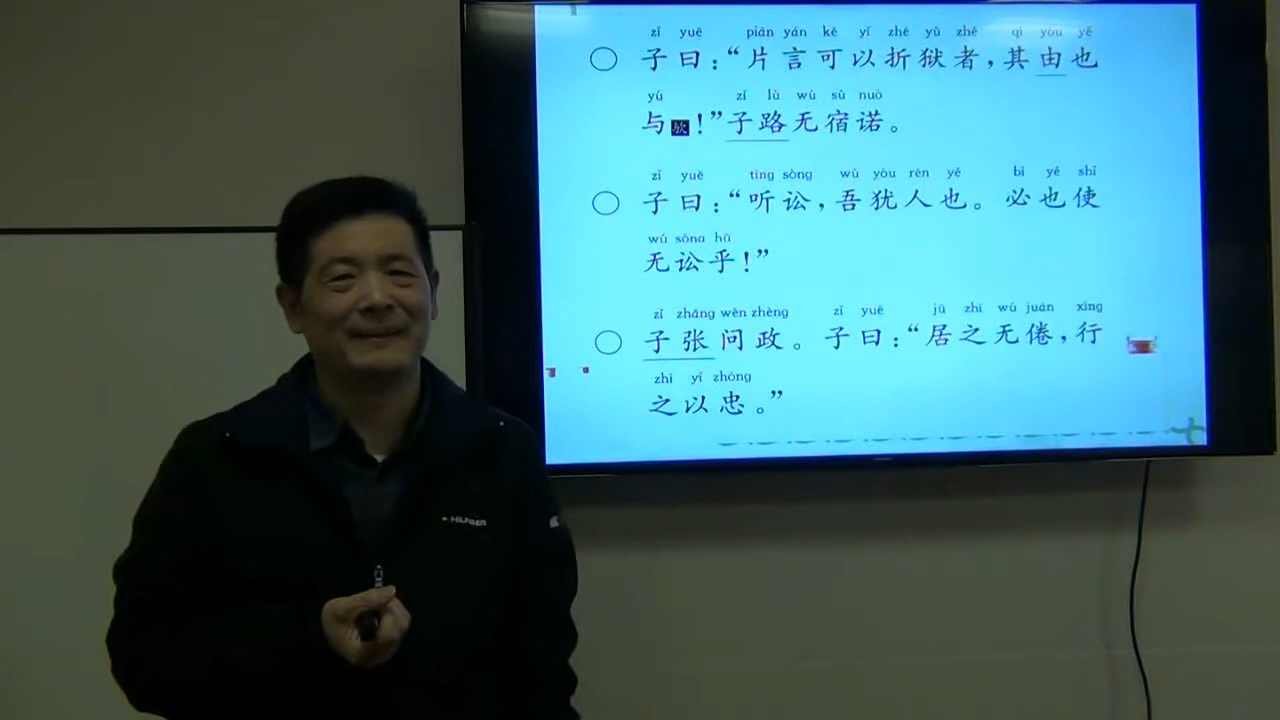 zǐ yuē piàn yán kě yǐ zhé yù zhě qí yóu yě
子曰：“片言可以折狱者，其由也
yú zǐ lù wú sù nuò
与欤！”子路无宿诺。
zǐ yuē tīng sòng wú yóu rén yě bì yě shǐ
子曰：“听讼，吾犹人也。必也使
wú sòng hū
无讼乎！”
zǐ zhāng wèn zhèng zǐ yuē jū zhī wú juàn xíng
子张问政。子曰：“居之无倦，行
zhī yǐ zhōng
之以忠。”
HILFIGER